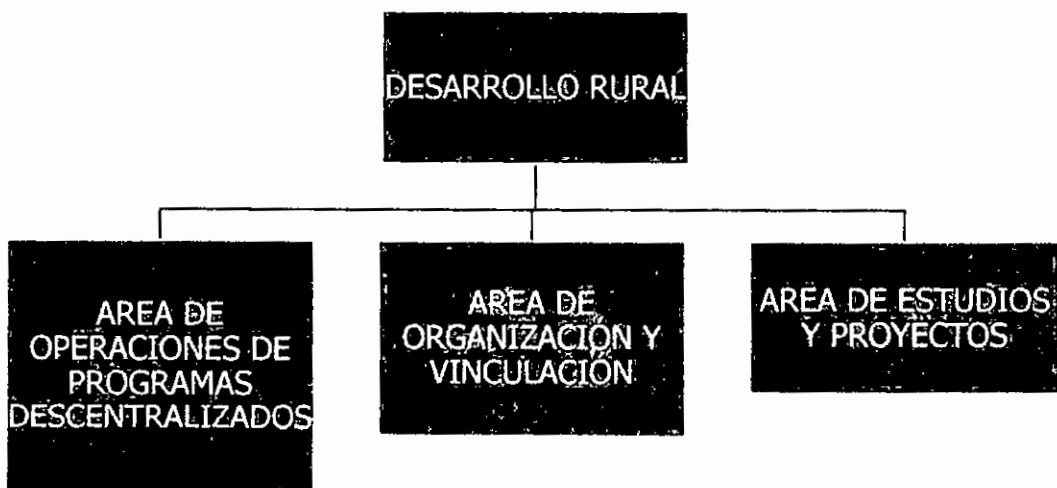 DESARROLLO RURAL
AREA DE
OPERACIONES DE
PROGRAMAS
DESCENTRALIZADOS
AREA DE
ORGANIZACIÓN Y
VINCULACIÓN
AREA DE ESTUDIOS
Y PROYECTOS